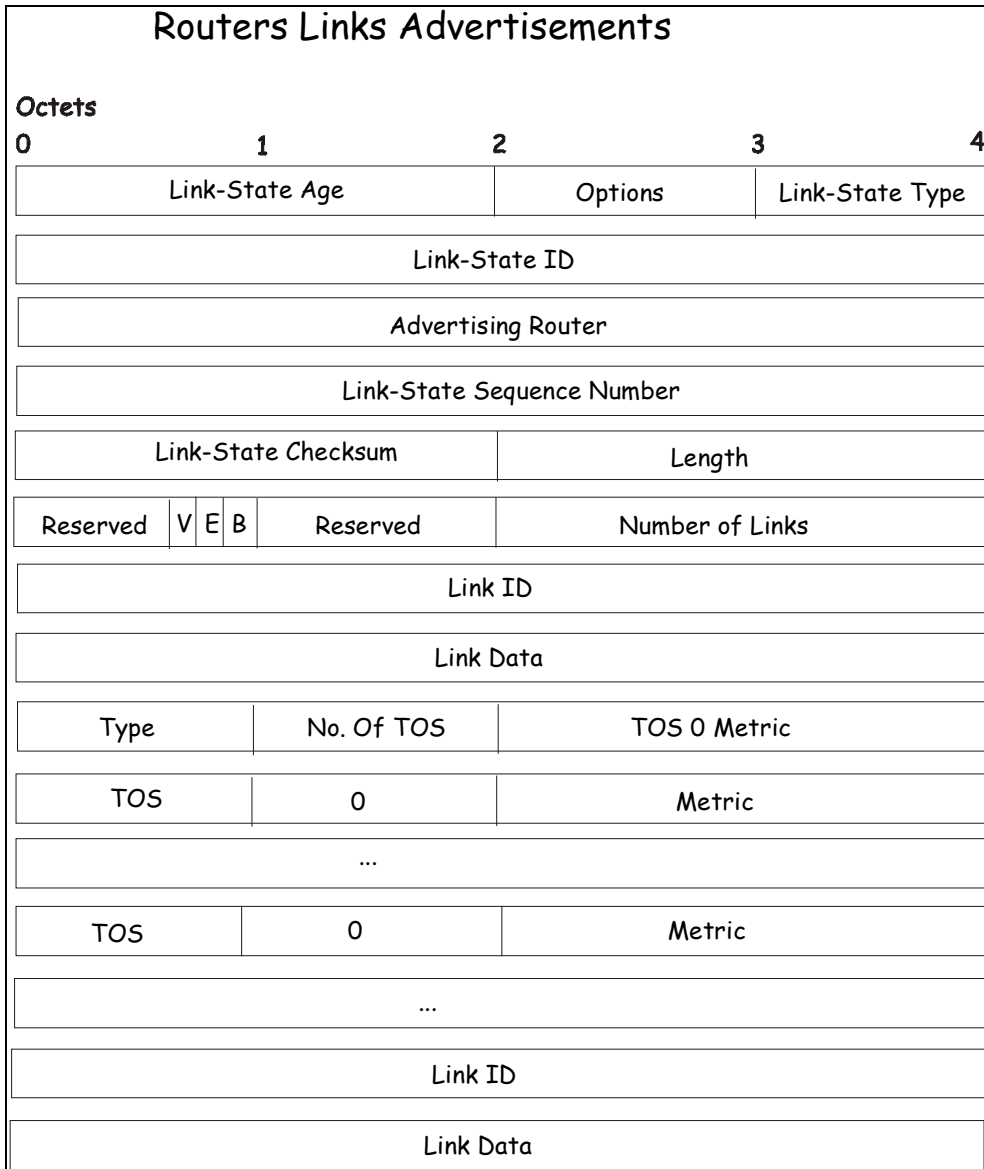 Routers Links Advertisements
Octets
0 1 2 3 4
Link-State Age Options Link-State Type
Link-State ID
Advertising Router
Link-State Sequence Number
Link-State Checksum Length
Reserved V E B Reserved Number of Links
Link ID
Link Data
Type No. Of TOS TOS 0 Metric
TOS 0 Metric
...
TOS 0 Metric
...
Link ID
Link Data